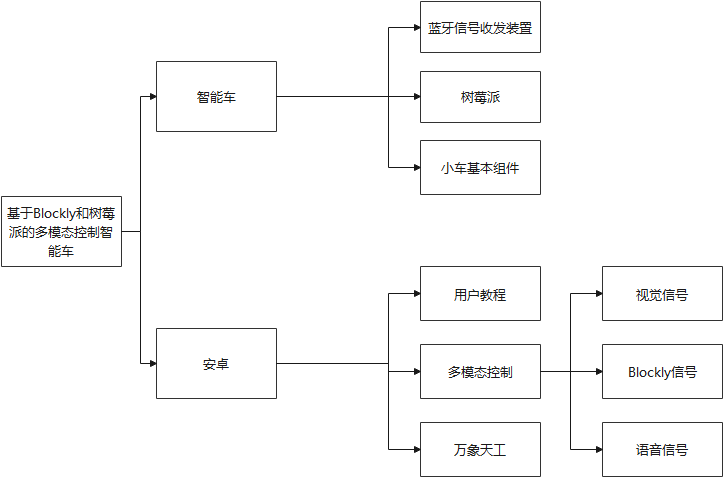 蓝牙信号收发装置
智能车
树莓派
小车基本组件
基于Blockly和树莓
派的多模态控制智
能车
用户教程
视觉信号
安卓
多模态控制
Blockly信号
万象天工
语音信号